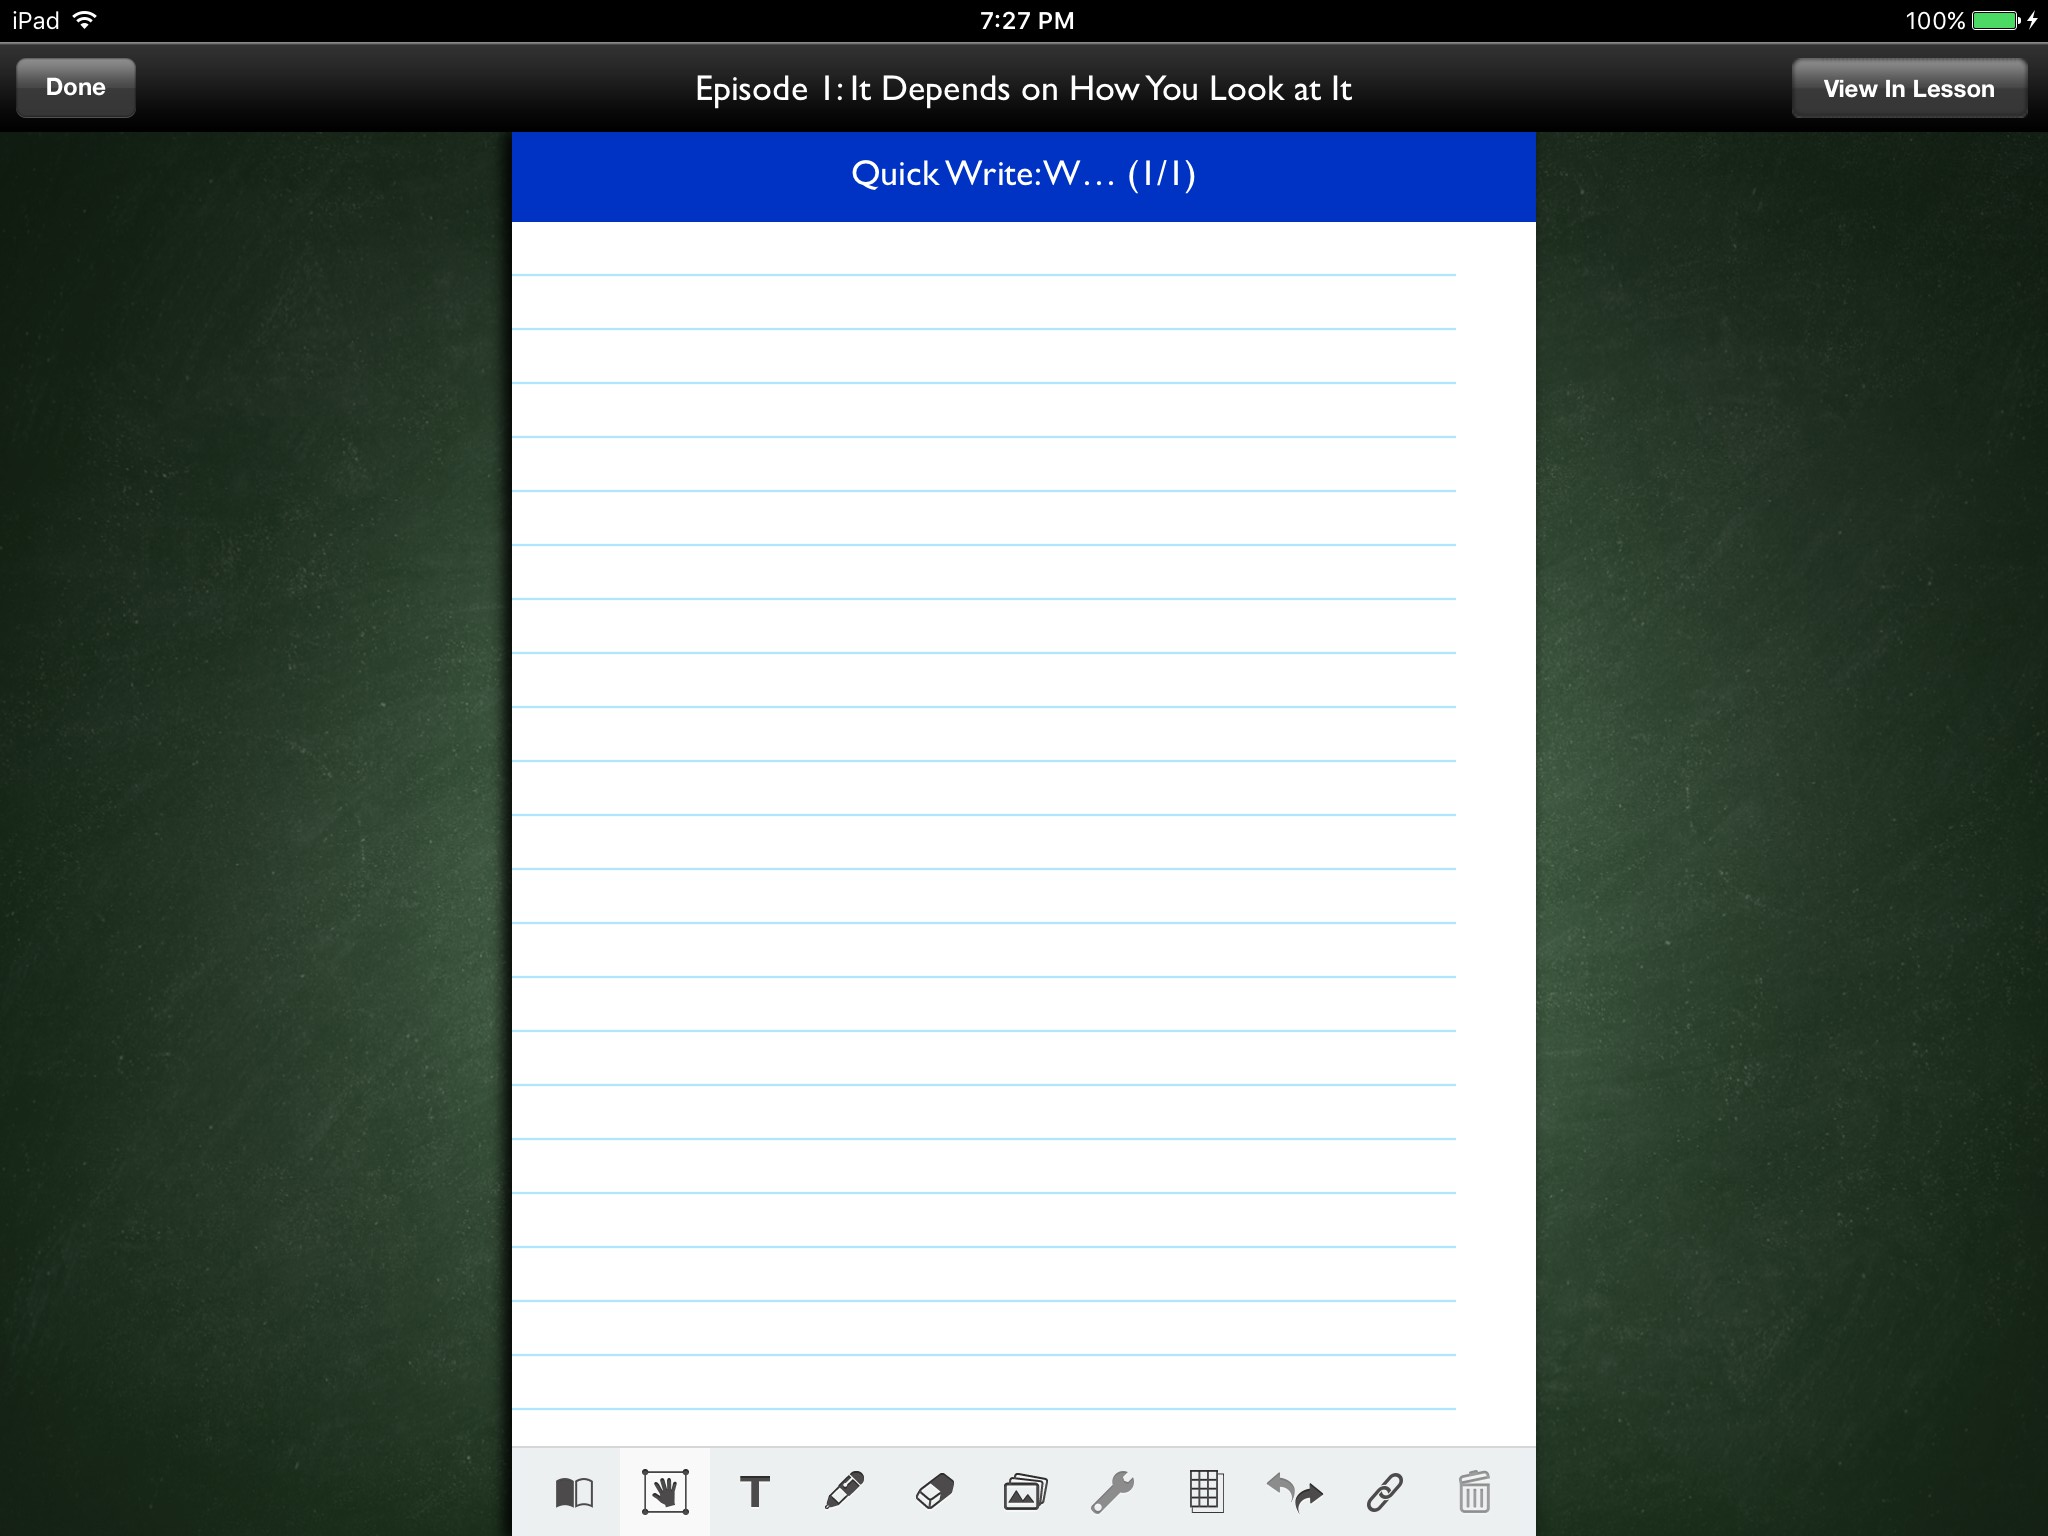 iPad 7:27 PM 100%
Done Episode 1: It Depends on How You Look at It View In Lesson
Quick Write:W... (1/1)
T